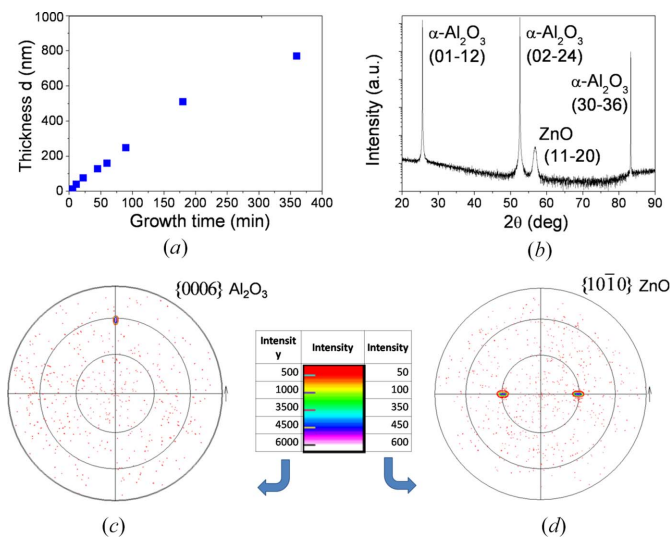 (a)
Thickness d (nm)
1000
800
600
400
200
0
0 50 100 150 200 250 300 350 400
Growth time (min)
(b)
Intensity (a.u.)
α-Al₂O₃
(01-12)
α-Al₂O₃
(02-24)
α-Al₂O₃
(30-36)
ZnO
(11-20)
20 30 40 50 60 70 80 90
2θ (deg)
(a)
(b)
{0006} Al₂O₃
{101̅0} ZnO
Intensit
y
Intensity
Intensity
500 50
1000 100
3500 350
4500 450
6000 600
(c)
(d)